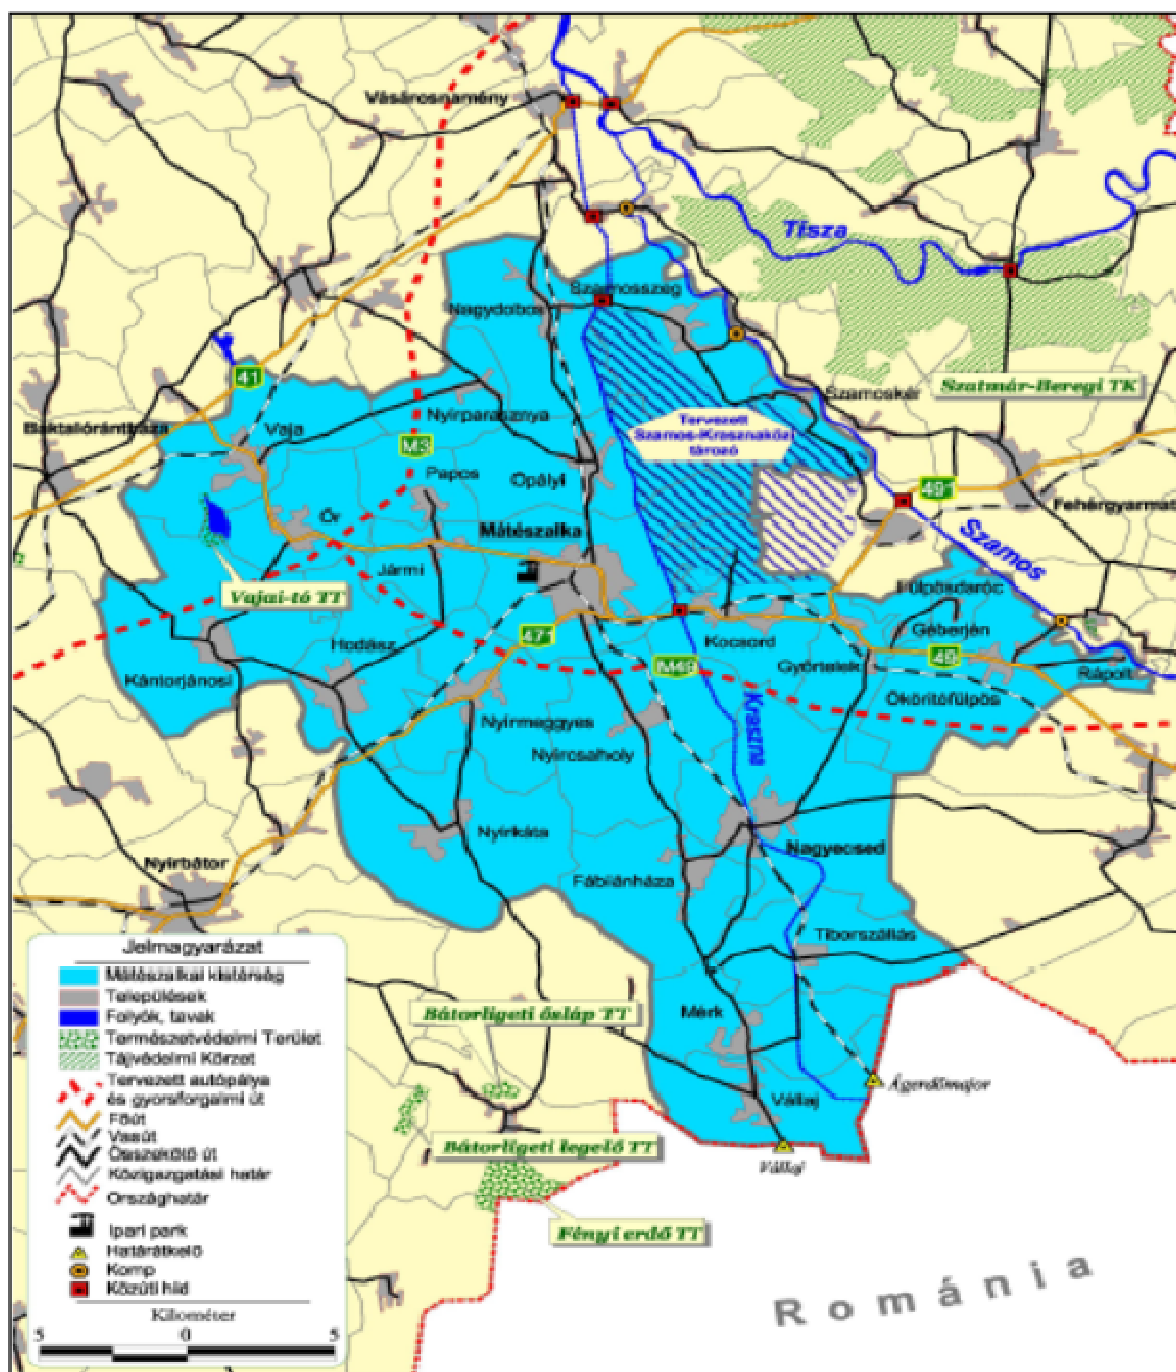 Vásárosnamény
Tisza
Szamosszeg
Nagydobos
41
Szatmár-Beregi TK
Szamoskér
Nyírparasznya
Baktalórántháza
Vaja
Tervezett
Szamos-Krasznaközi
tározó
M3
Papos
Ópályi
491
Fehérgyarmat
Őr
Mátészalka
Szamos
Jármi
Vajai-tó TT
Fülpösdaróc
Géberjén
471
Kocsord
Hodász
49
Győrtelek
M49
Rápolt
Kántorjánosi
Ököritófülpös
Kraszna
Nyírmeggyes
Nyírcsaholy
Nyírkáta
Nagyecsed
Nyírbátor
Fábiánháza
Tiborszállás
Jelmagyarázat
Mátészalkai kistérség
Települések
Folyók, tavak
Természetvédelmi Terület
Tájvédelmi Körzet
Tervezett autópálya
és gyorsforgalmi út
Főút
Vasút
Összekötő út
Közigazgatási határ
Országhatár
Ipari park
Határátkelő
Komp
Közúti híd
Kilométer
5 0 5
Bátorligeti ősláp TT
Mérk
Ágerdőmajor
Vállaj
Bátorligeti legelő TT
Vállaj
Fényi erdő TT
Románia